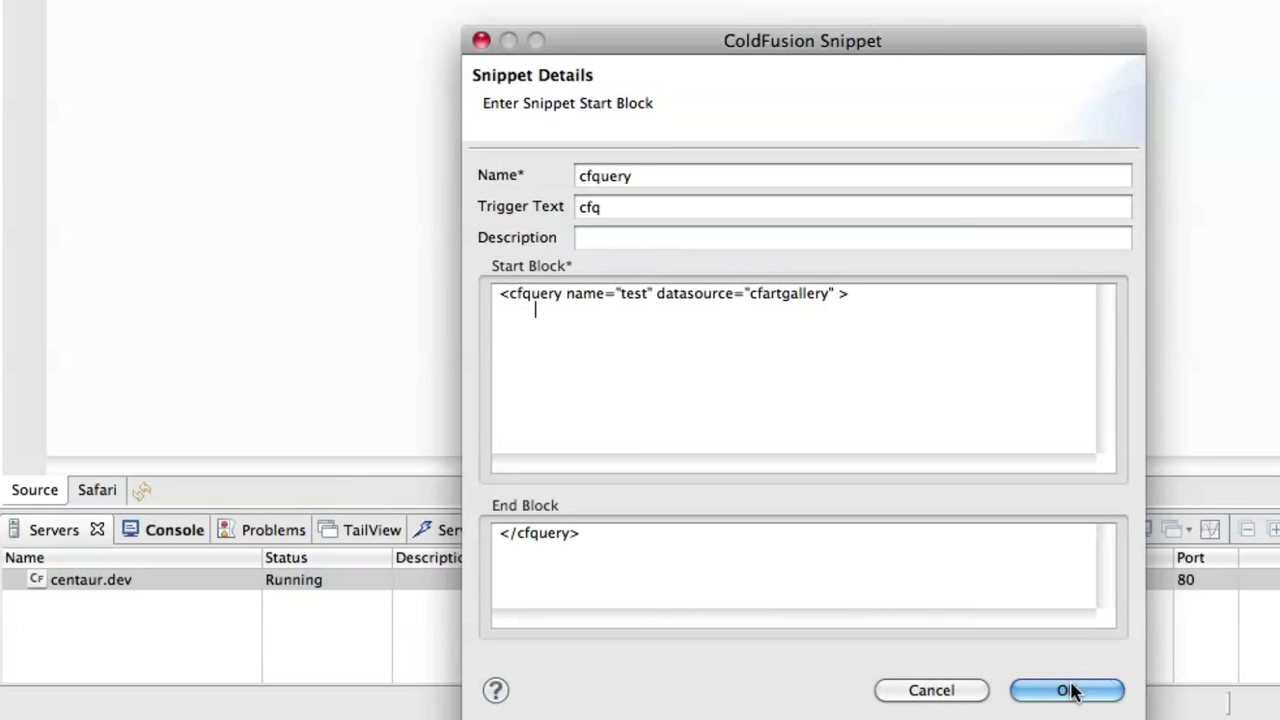 ColdFusion Snippet
Snippet Details
Enter Snippet Start Block
Name* cfquery
Trigger Text cfq
Description
Start Block*
<cfquery name="test" datasource="cfartgallery" >
End Block
</cfquery>
Source Safari
Servers Console Problems TailView Ser
Name Status Descriptio Port
Cf centaur.dev Running 80
? Cancel